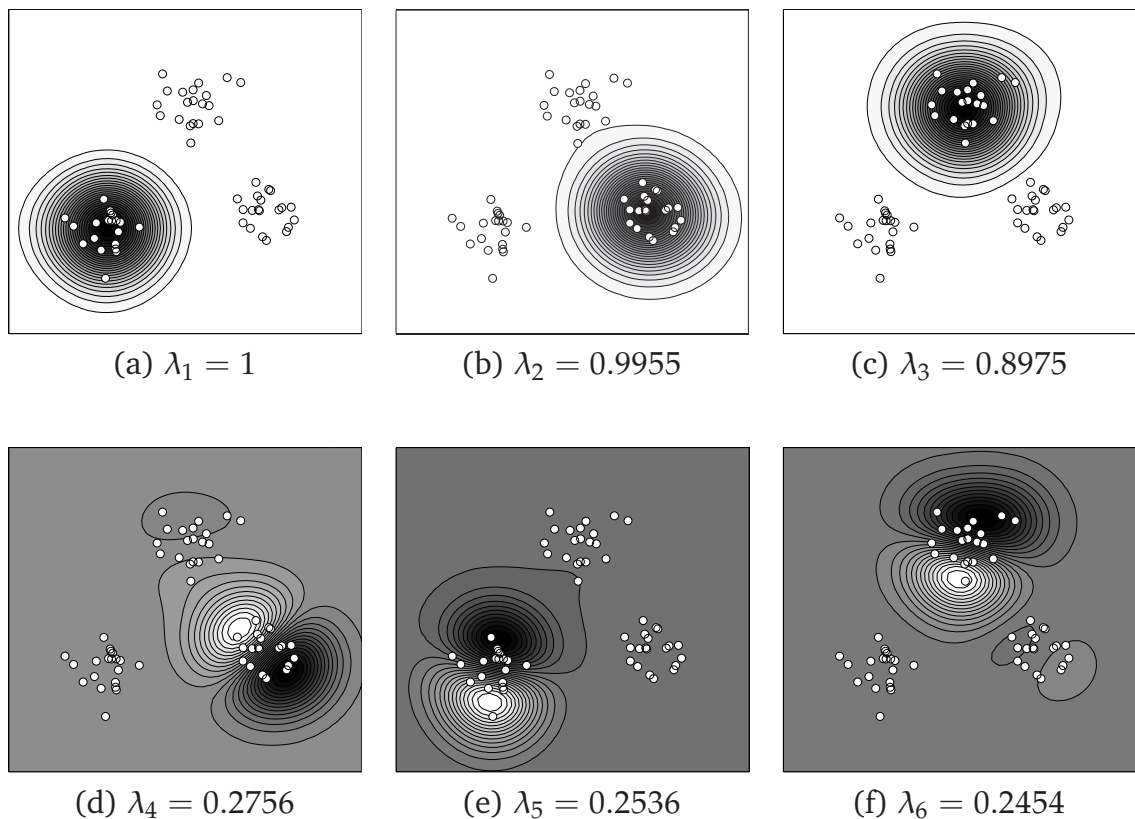 (a) λ₁ = 1
(b) λ₂ = 0.9955
(c) λ₃ = 0.8975
(d) λ₄ = 0.2756
(e) λ₅ = 0.2536
(f) λ₆ = 0.2454